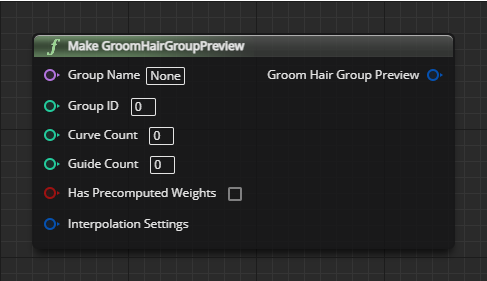 f Make GroomHairGroupPreview
Group Name None Groom Hair Group Preview
Group ID 0
Curve Count 0
Guide Count 0
Has Precomputed Weights
Interpolation Settings